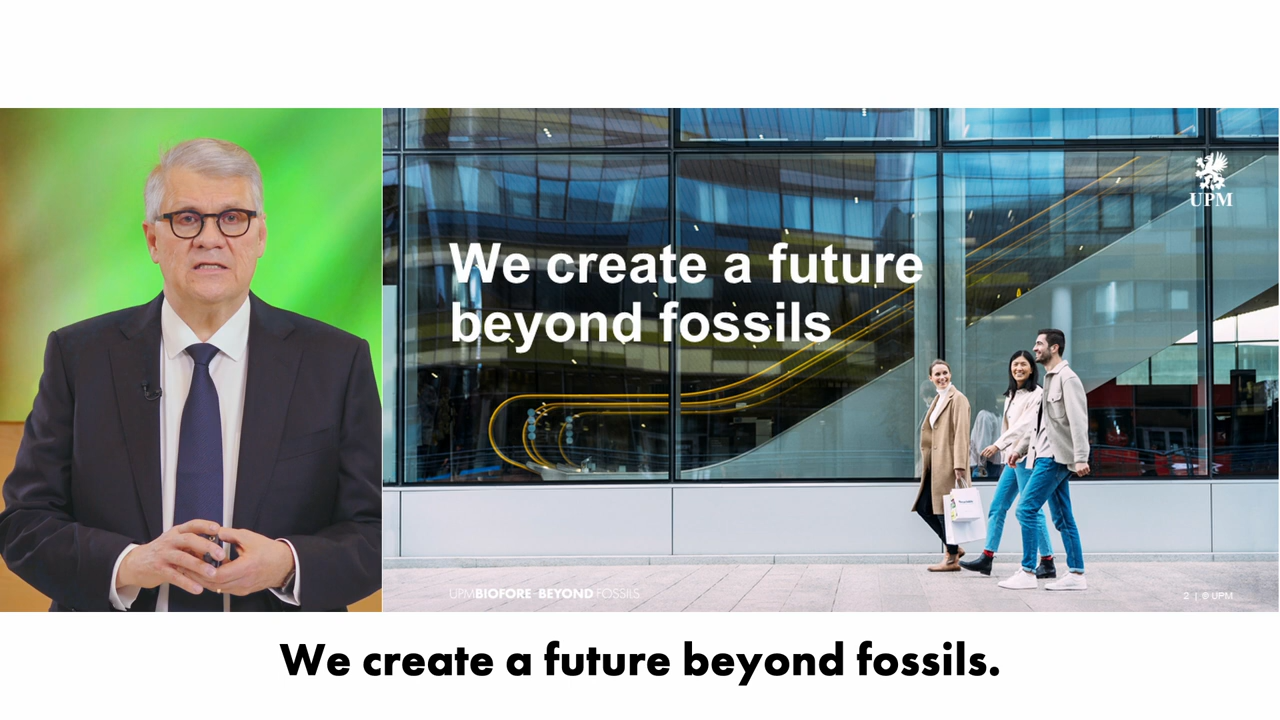 We create a future
beyond fossils
UPM
UPMBIOFORE BEYOND FOSSILS
2 | © UPM
We create a future beyond fossils.